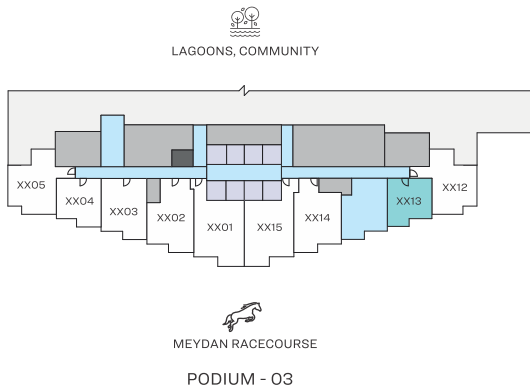 LAGOONS, COMMUNITY
XX05
XX04
XX03
XX02
XX01
XX15
XX14
XX13
XX12
MEYDAN RACECOURSE
PODIUM - 03